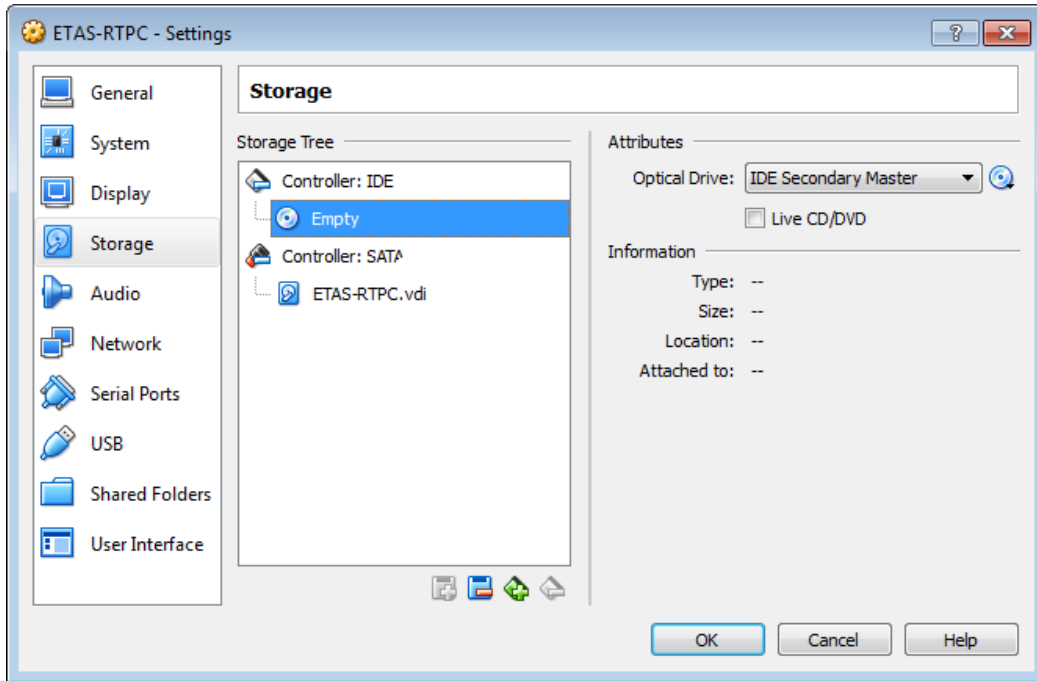 ETAS-RTPC - Settings
General
System
Display
Storage
Audio
Network
Serial Ports
USB
Shared Folders
User Interface
Storage
Storage Tree
Controller: IDE
Empty
Controller: SATA
ETAS-RTPC.vdi
Attributes
Optical Drive: IDE Secondary Master
Live CD/DVD
Information
Type: --
Size: --
Location: --
Attached to: --
OK Cancel Help